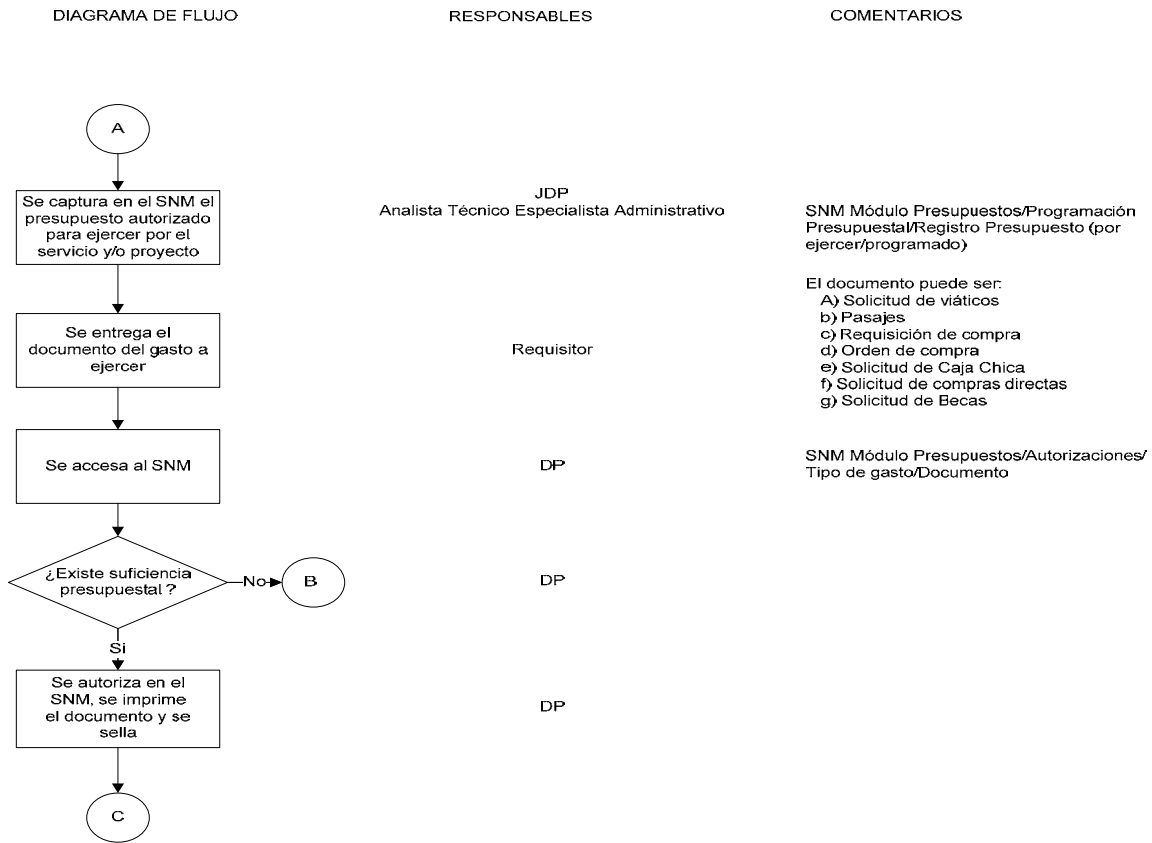 DIAGRAMA DE FLUJO
RESPONSABLES
COMENTARIOS
A
Se captura en el SNM el
presupuesto autorizado
para ejercer por el
servicio y/o proyecto
JDP
Analista Técnico Especialista Administrativo
SNM Módulo Presupuestos/Programación
Presupuestal/Registro Presupuesto (por
ejercer/programado)
Se entrega el
documento del gasto a
ejercer
Requisitor
El documento puede ser:
A) Solicitud de viáticos
b) Pasajes
c) Requisición de compra
d) Orden de compra
e) Solicitud de Caja Chica
f) Solicitud de compras directas
g) Solicitud de Becas
Se accesa al SNM
DP
SNM Módulo Presupuestos/Autorizaciones/
Tipo de gasto/Documento
¿Existe suficiencia
presupuestal ?
No
B
DP
Si
Se autoriza en el
SNM, se imprime
el documento y se
sella
DP
C